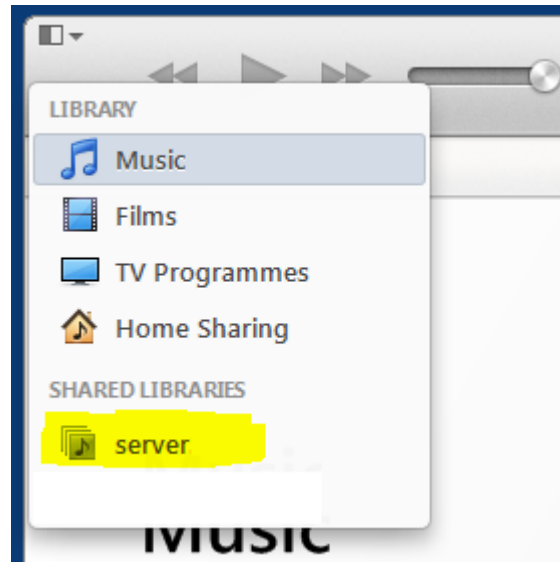 LIBRARY
Music
Films
TV Programmes
Home Sharing
SHARED LIBRARIES
server
Music